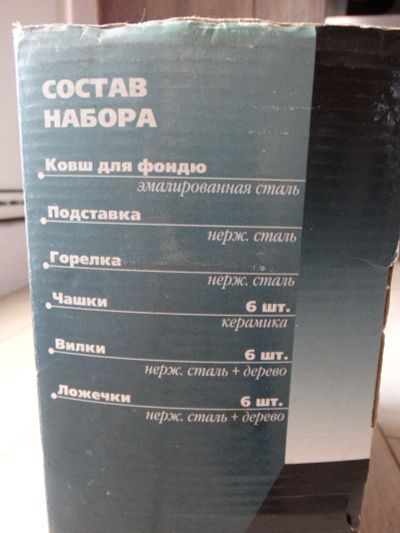 СОСТАВ
НАБОРА
Ковш для фондю
эмалированная сталь
Подставка
нерж. сталь
Горелка
нерж. сталь
Чашки 6 шт.
керамика
Вилки 6 шт.
нерж. сталь + дерево
Ложечки 6 шт.
нерж. сталь + дерево